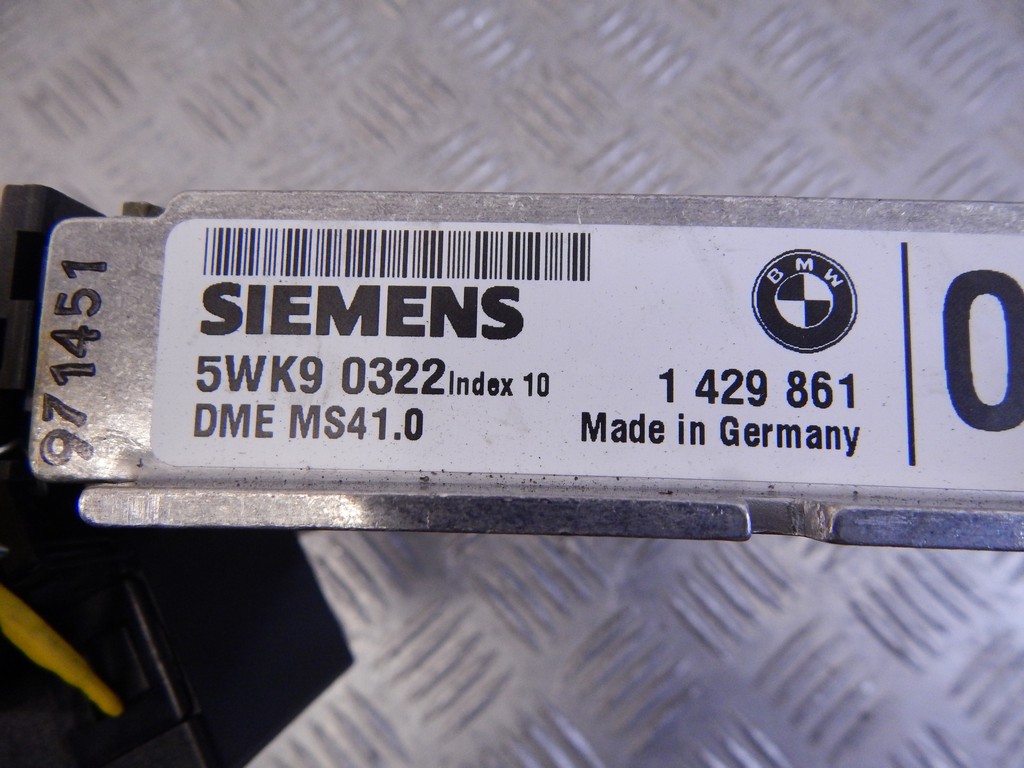 SIEMENS
5WK9 0322 Index 10
DME MS41.0
BMW
1 429 861
Made in Germany
0
971451